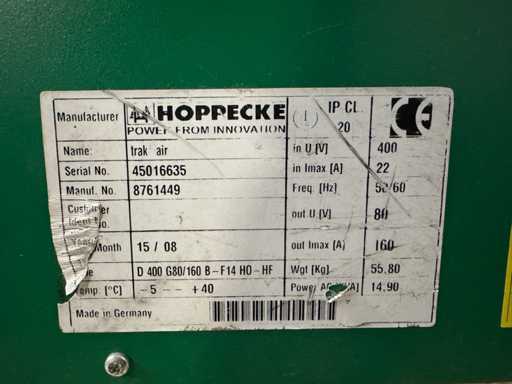 Manufacturer HOPPECKE IP CL CE
POWER FROM INNOVATION 20
Name: trak air in U [V] 400
Serial No. 45016635 in Imax [A] 22
Manuf. No. 8761449 Freq. [Hz] 50/60
out U [V] 80
Month 15 / 08 out Imax [A] 160
D 400 G80/160 B-F14 HO-HF Wgt [Kg] 55.80
Temp. [°C] -5 -- +40 Power 14.90
Made in Germany